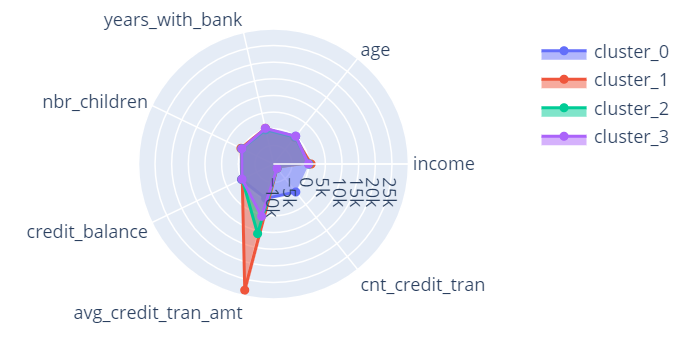 years_with_bank
age
nbr_children
income
−10k
−5k
0
5k
10k
15k
20k
25k
credit_balance
cnt_credit_tran
avg_credit_tran_amt
cluster_0
cluster_1
cluster_2
cluster_3